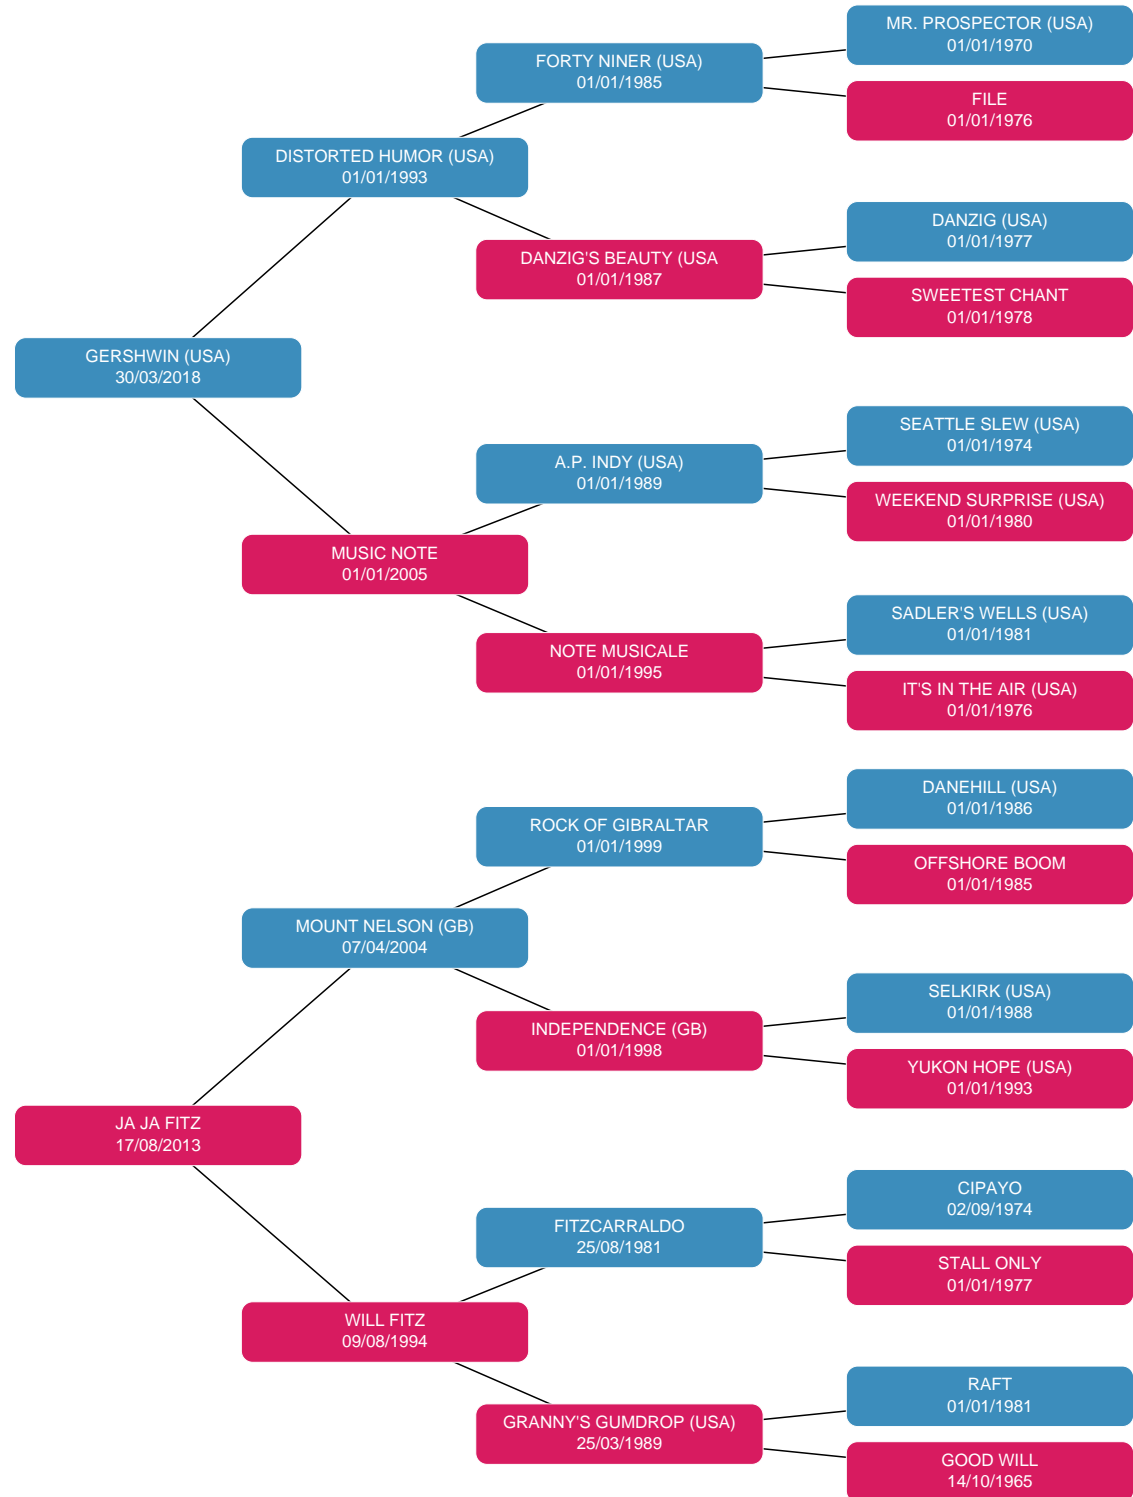 MR. PROSPECTOR (USA)
01/01/1970
FORTY NINER (USA)
01/01/1985
FILE
01/01/1976
DISTORTED HUMOR (USA)
01/01/1993
DANZIG (USA)
01/01/1977
DANZIG'S BEAUTY (USA
01/01/1987
SWEETEST CHANT
01/01/1978
GERSHWIN (USA)
30/03/2018
SEATTLE SLEW (USA)
01/01/1974
A.P. INDY (USA)
01/01/1989
WEEKEND SURPRISE (USA)
01/01/1980
MUSIC NOTE
01/01/2005
SADLER'S WELLS (USA)
01/01/1981
NOTE MUSICALE
01/01/1995
IT'S IN THE AIR (USA)
01/01/1976
DANEHILL (USA)
01/01/1986
ROCK OF GIBRALTAR
01/01/1999
OFFSHORE BOOM
01/01/1985
MOUNT NELSON (GB)
07/04/2004
SELKIRK (USA)
01/01/1988
INDEPENDENCE (GB)
01/01/1998
YUKON HOPE (USA)
01/01/1993
JA JA FITZ
17/08/2013
CIPAYO
02/09/1974
FITZCARRALDO
25/08/1981
STALL ONLY
01/01/1977
WILL FITZ
09/08/1994
RAFT
01/01/1981
GRANNY'S GUMDROP (USA)
25/03/1989
GOOD WILL
14/10/1965